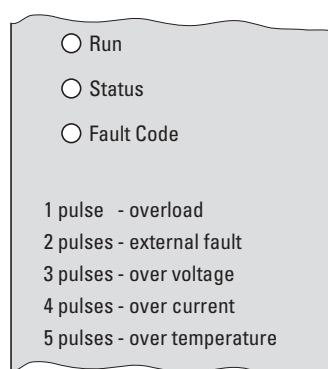 Run
Status
Fault Code
1 pulse - overload
2 pulses - external fault
3 pulses - over voltage
4 pulses - over current
5 pulses - over temperature